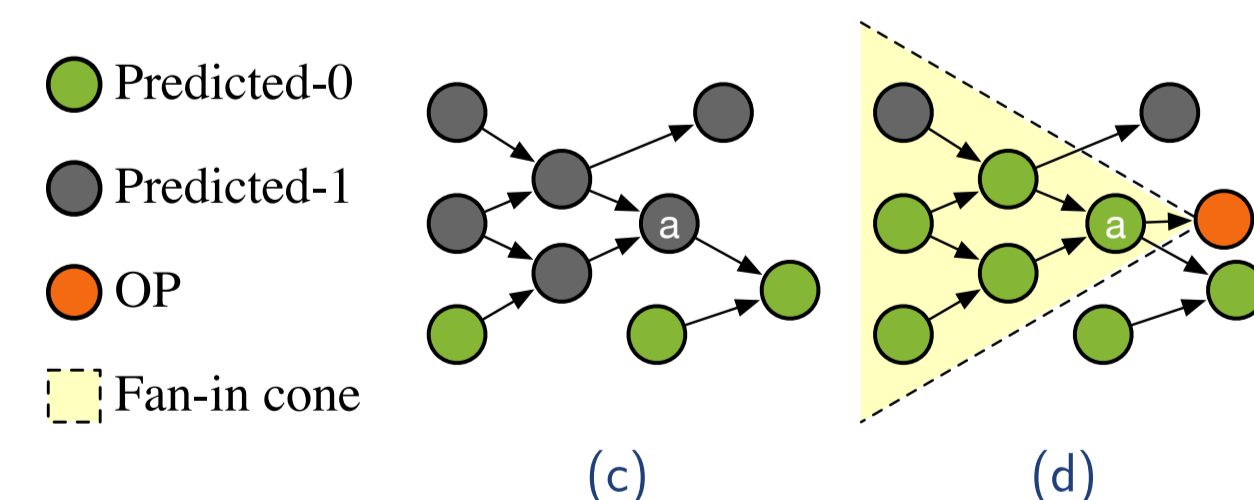 Predicted-0
Predicted-1
OP
Fan-in cone
a
a
(c)
(d)